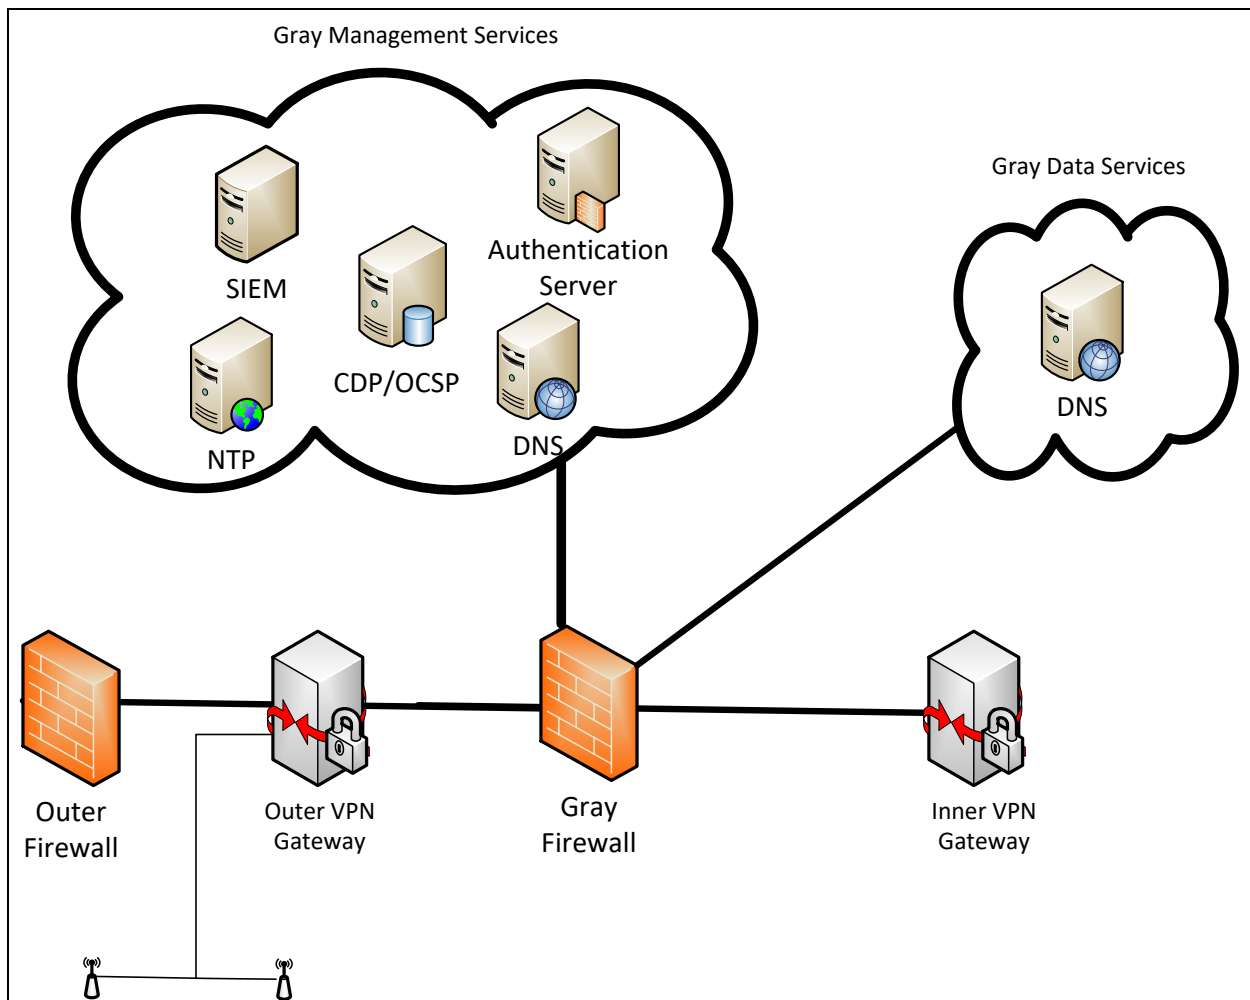 Gray Management Services
Gray Data Services
SIEM
Authentication
Server
CDP/OCSP
NTP
DNS
DNS
Outer
Firewall
Outer VPN
Gateway
Gray
Firewall
Inner VPN
Gateway